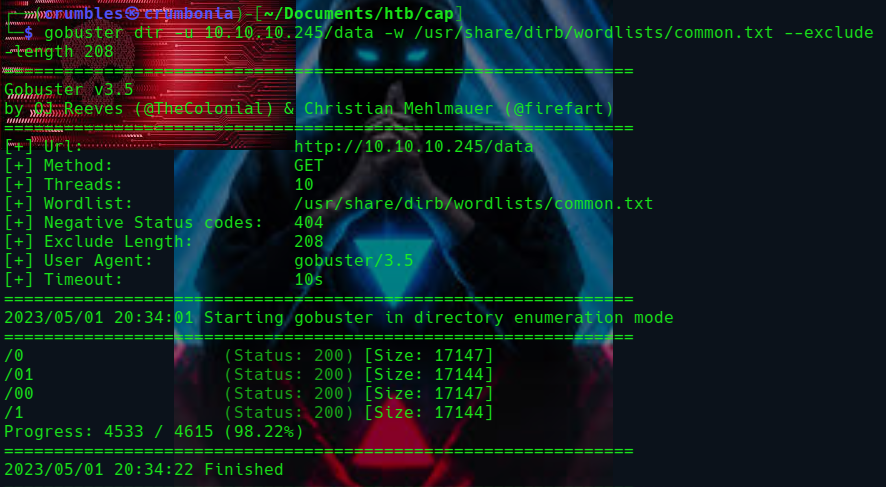 ┌──(crumbles㉿crumbonia)-[~/Documents/htb/cap]
└─$ gobuster dir -u 10.10.10.245/data -w /usr/share/dirb/wordlists/common.txt --exclude
-length 208
===============================================================
Gobuster v3.5
by OJ Reeves (@TheColonial) & Christian Mehlmauer (@firefart)
===============================================================
[+] Url:                     http://10.10.10.245/data
[+] Method:                  GET
[+] Threads:                 10
[+] Wordlist:                /usr/share/dirb/wordlists/common.txt
[+] Negative Status codes:   404
[+] Exclude Length:          208
[+] User Agent:              gobuster/3.5
[+] Timeout:                 10s
===============================================================
2023/05/01 20:34:01 Starting gobuster in directory enumeration mode
===============================================================
/0                    (Status: 200) [Size: 17147]
/01                   (Status: 200) [Size: 17144]
/00                   (Status: 200) [Size: 17147]
/1                    (Status: 200) [Size: 17144]
Progress: 4533 / 4615 (98.22%)
===============================================================
2023/05/01 20:34:22 Finished